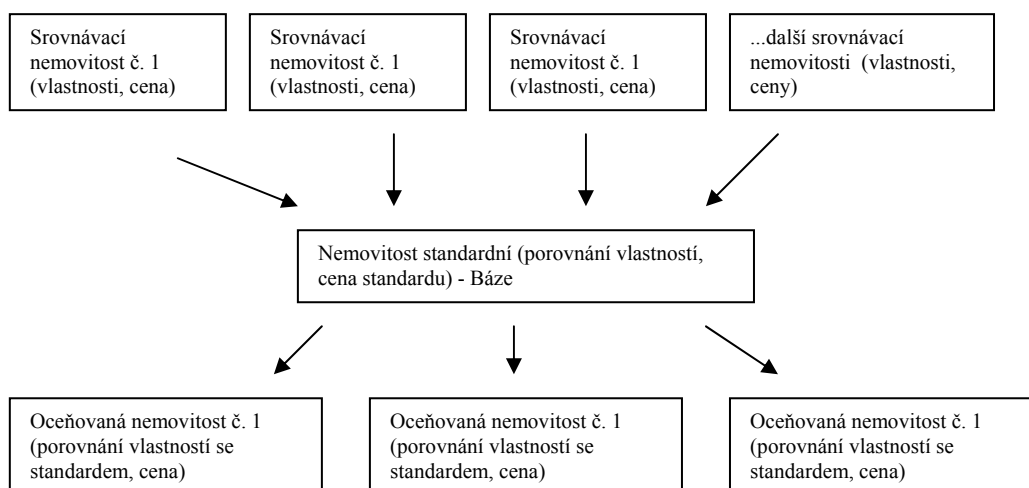 Srovnávací
nemovitost č. 1
(vlastnosti, cena)
Srovnávací
nemovitost č. 1
(vlastnosti, cena)
Srovnávací
nemovitost č. 1
(vlastnosti, cena)
...další srovnávací
nemovitosti (vlastnosti,
ceny)
Nemovitost standardní (porovnání vlastností,
cena standardu) - Báze
Oceňovaná nemovitost č. 1
(porovnání vlastností se
standardem, cena)
Oceňovaná nemovitost č. 1
(porovnání vlastností se
standardem, cena)
Oceňovaná nemovitost č. 1
(porovnání vlastností se
standardem, cena)